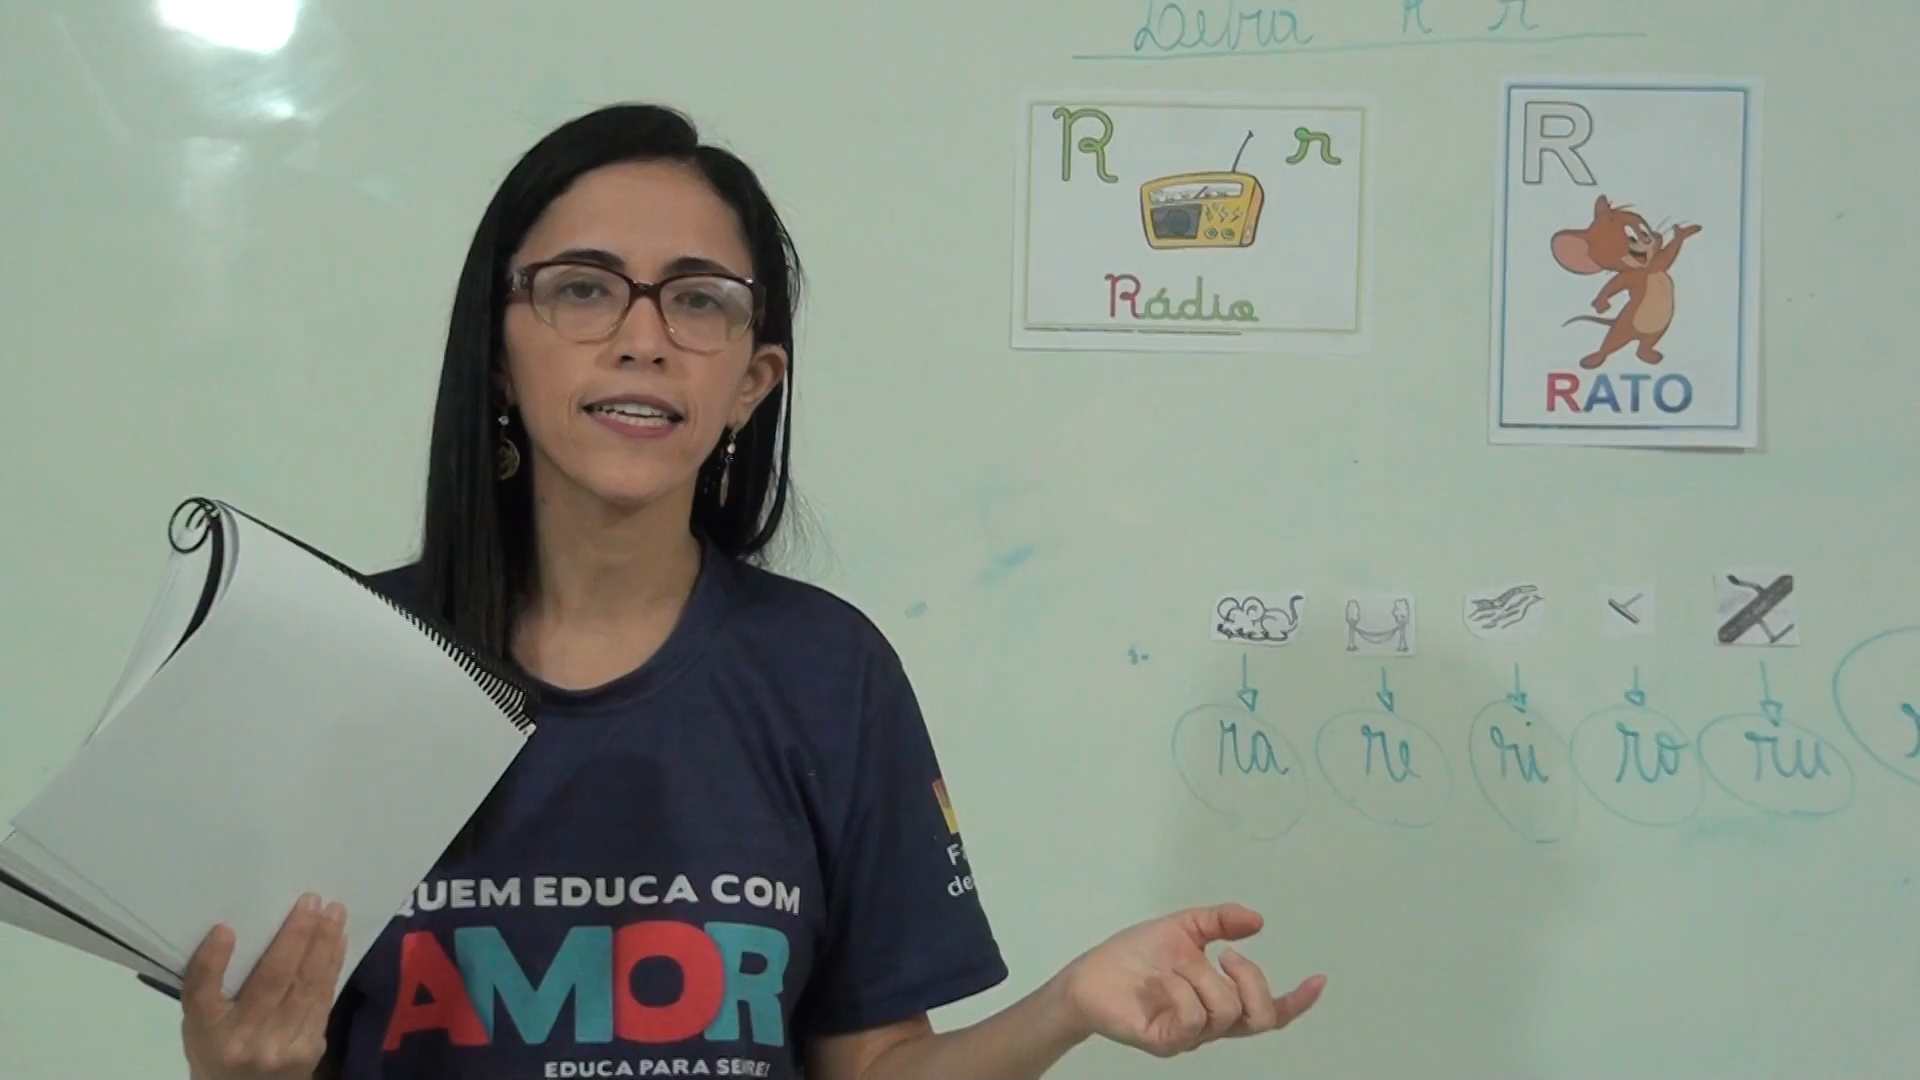 Letra R r
R r
Rádio
R
RATO
ra re ri ro ru
QUEM EDUCA COM
AMOR
EDUCA PARA SEMPRE!